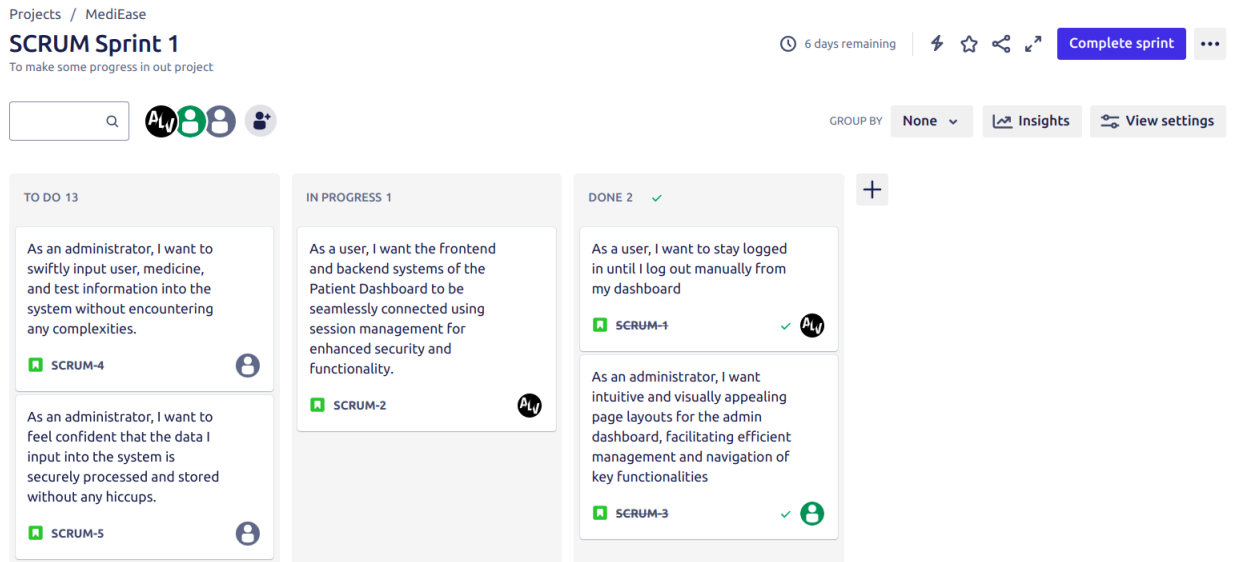 Projects / MediEase
SCRUM Sprint 1
To make some progress in out project
6 days remaining
Complete sprint
ALV
GROUP BY
None
Insights
View settings
TO DO 13
As an administrator, I want to
swiftly input user, medicine,
and test information into the
system without encountering
any complexities.
SCRUM-4
As an administrator, I want to
feel confident that the data I
input into the system is
securely processed and stored
without any hiccups.
SCRUM-5
IN PROGRESS 1
As a user, I want the frontend
and backend systems of the
Patient Dashboard to be
seamlessly connected using
session management for
enhanced security and
functionality.
SCRUM-2
ALV
DONE 2
As a user, I want to stay logged
in until I log out manually from
my dashboard
SCRUM-1
ALV
As an administrator, I want
intuitive and visually appealing
page layouts for the admin
dashboard, facilitating efficient
management and navigation of
key functionalities
SCRUM-3